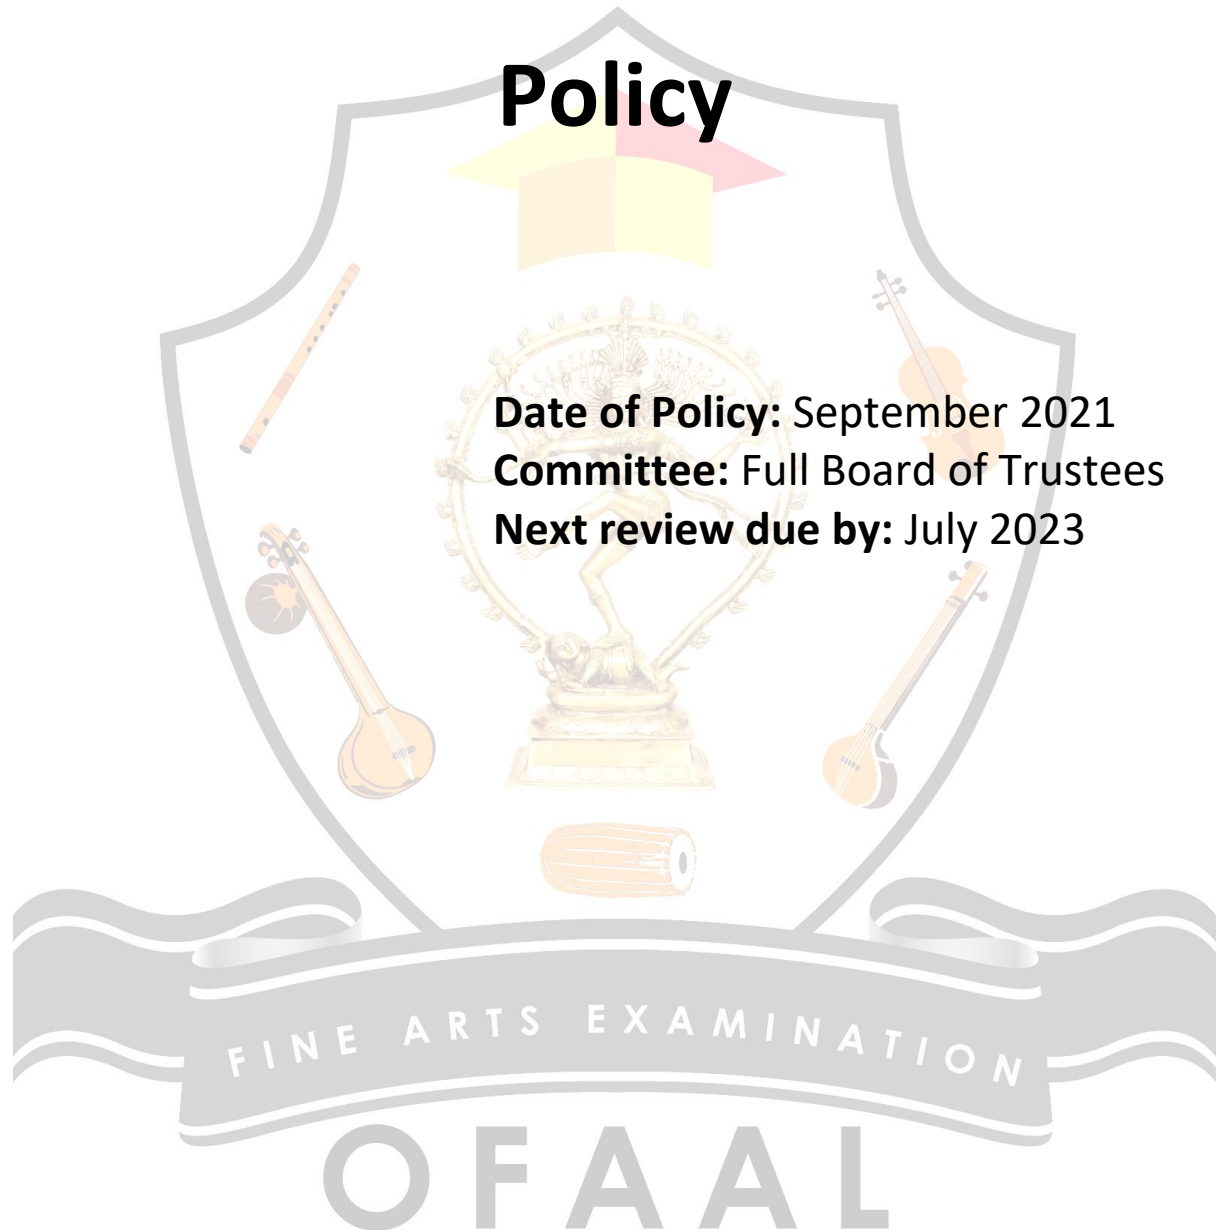 Policy
Date of Policy: September 2021
Committee: Full Board of Trustees
Next review due by: July 2023
FINE ARTS EXAMINATION
OFAAL